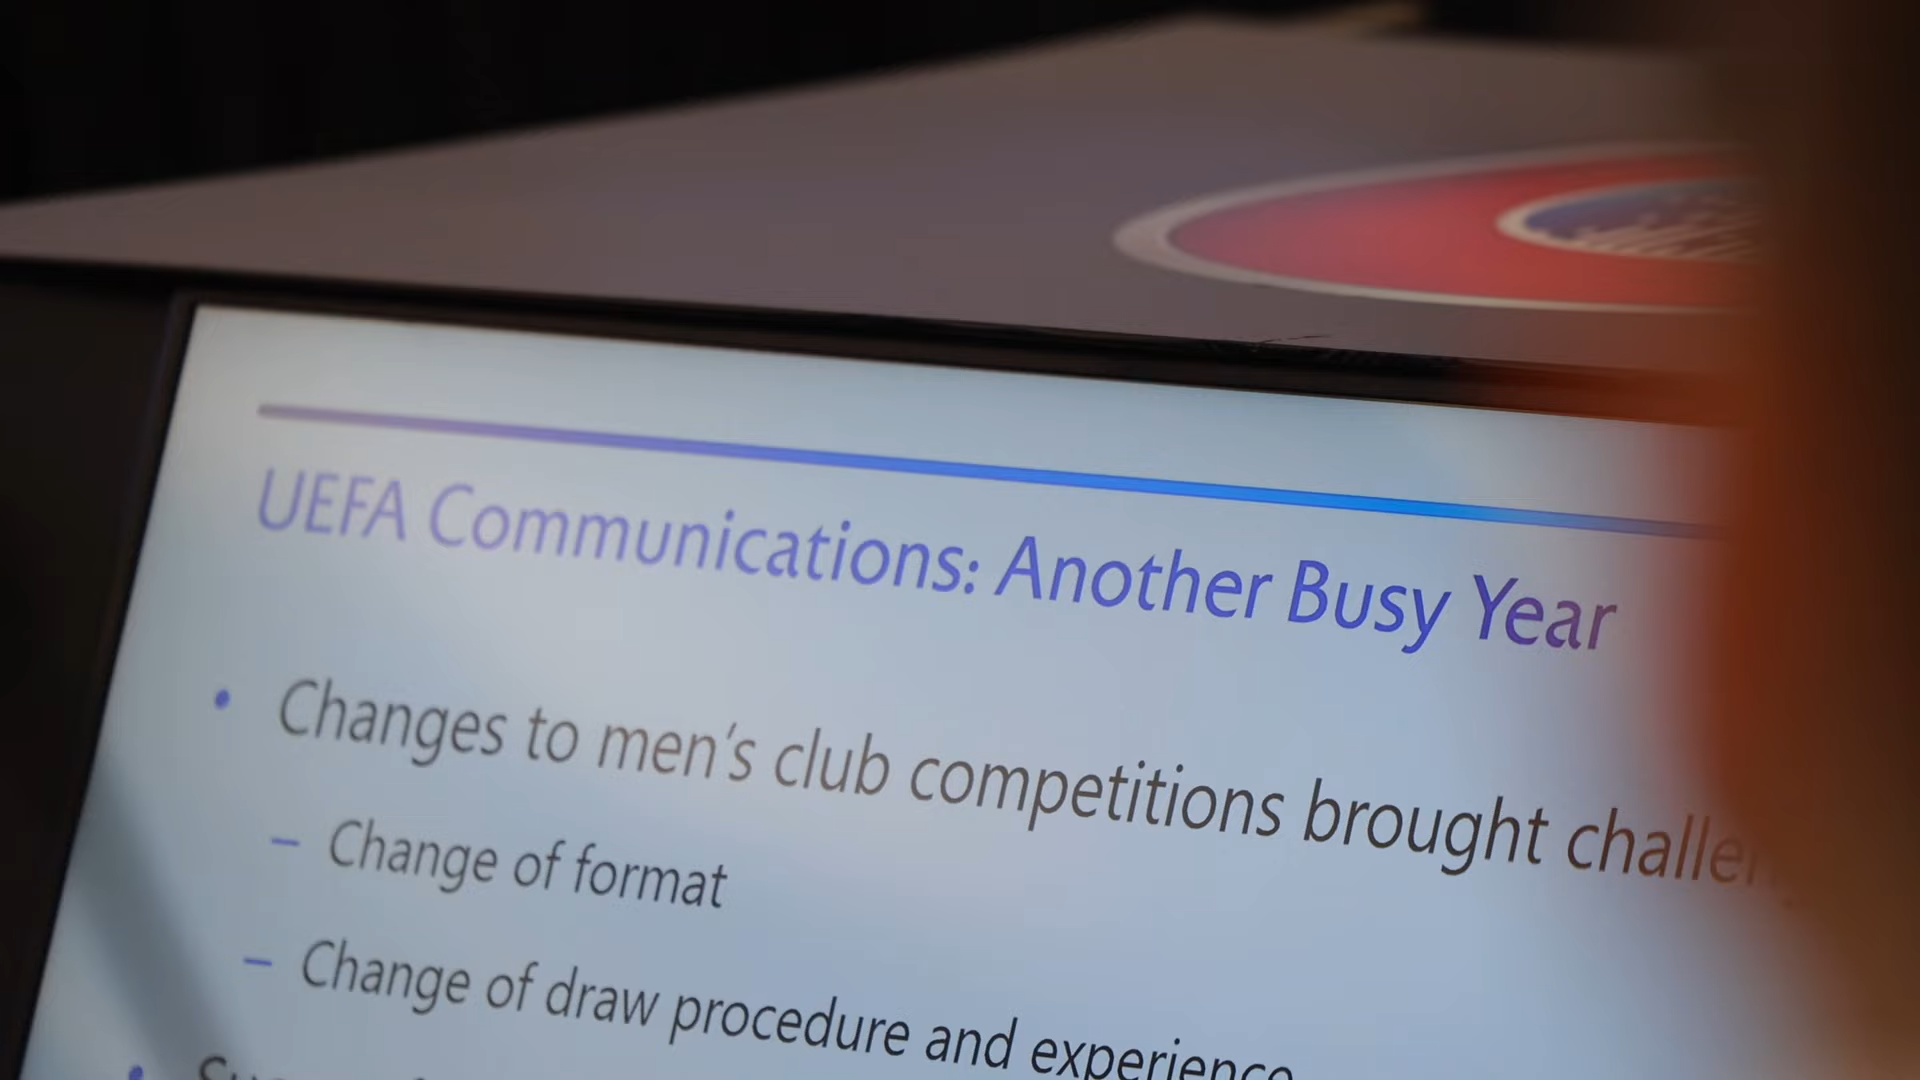 UEFA Communications: Another Busy Year
• Changes to men's club competitions brought
– Change of format
– Change of draw procedure and experience